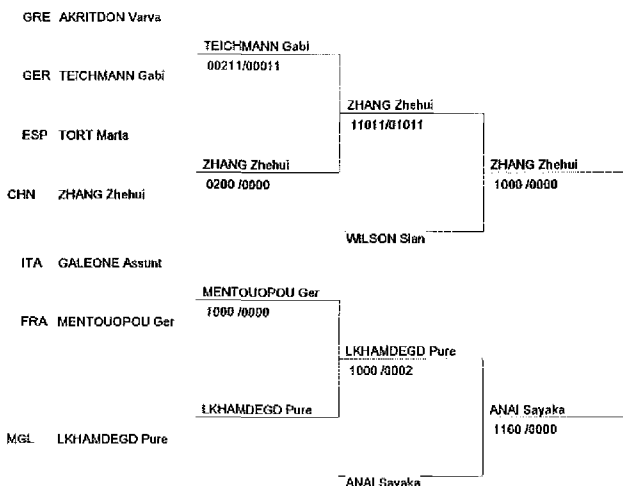 GRE AKRITDON Varva
TEICHMANN Gabi
00211/00011
GER TEICHMANN Gabi
ZHANG Zhehui
11011/01011
ESP TORT Marta
ZHANG Zhehui
0200 /0000
ZHANG Zhehui
1000 /0000
CHN ZHANG Zhehui
WILSON Sian
ITA GALEONE Assunt
MENTOUOPOU Ger
1000 /0000
FRA MENTOUOPOU Ger
LKHAMDEGD Pure
1000 /0002
LKHAMDEGD Pure
ANAI Sayaka
1160 /0000
MGL LKHAMDEGD Pure
ANAI Sayaka